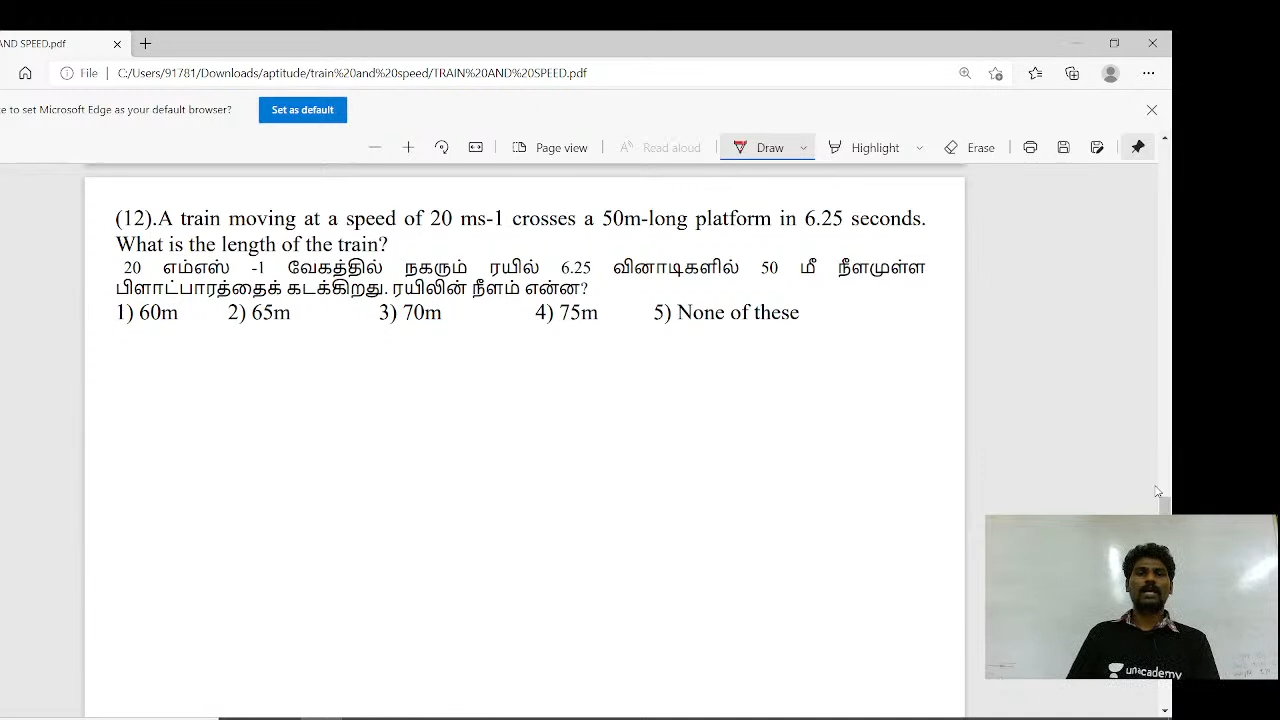 AND SPEED.pdf
File C:/Users/91781/Downloads/aptitude/train%20and%20speed/TRAIN%20AND%20SPEED.pdf
e to set Microsoft Edge as your default browser? Set as default
Page view Read aloud Draw Highlight Erase
(12).A train moving at a speed of 20 ms-1 crosses a 50m-long platform in 6.25 seconds.
What is the length of the train?
20 எம்எஸ் -1 வேகத்தில் நகரும் ரயில் 6.25 வினாடிகளில் 50 மீ நீளமுள்ள
பிளாட்பாரத்தைக் கடக்கிறது. ரயிலின் நீளம் என்ன?
1) 60m 2) 65m 3) 70m 4) 75m 5) None of these
unacademy